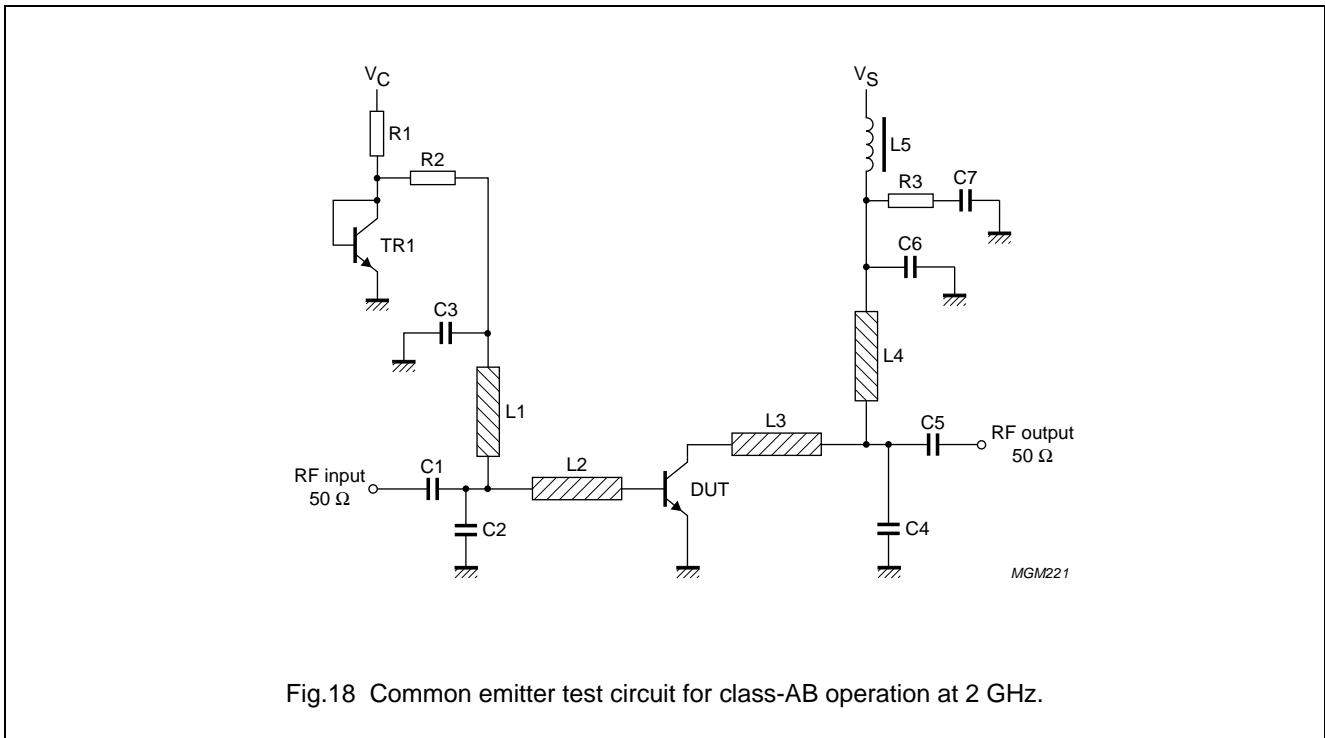 VC
VS
R1
L5
R2
R3
C7
TR1
C6
C3
L4
L1
L3
C5
RF output
50 Ω
RF input
50 Ω
C1
L2
DUT
C2
C4
MGM221
Fig.18 Common emitter test circuit for class-AB operation at 2 GHz.